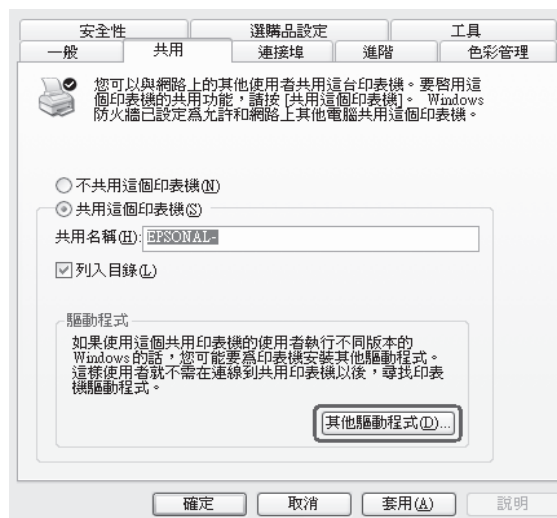 安全性 選購品設定 工具
一般 共用 連接埠 進階 色彩管理
您可以與網路上的其他使用者共用這台印表機。要啓用這
個印表機的共用功能，請按 [共用這個印表機]。 Windows
防火牆已設定爲允許和網路上其他電腦共用這個印表機。
不共用這個印表機(N)
共用這個印表機(S)
共用名稱(H): EPSONAL-
列入目錄(L)
驅動程式
如果使用這個共用印表機的使用者執行不同版本的
Windows 的話，您可能要爲印表機安裝其他驅動程式。
這樣使用者就不需在連線到共用印表機以後，尋找印表
機驅動程式。
其他驅動程式(D)...
確定 取消 套用(A) 說明